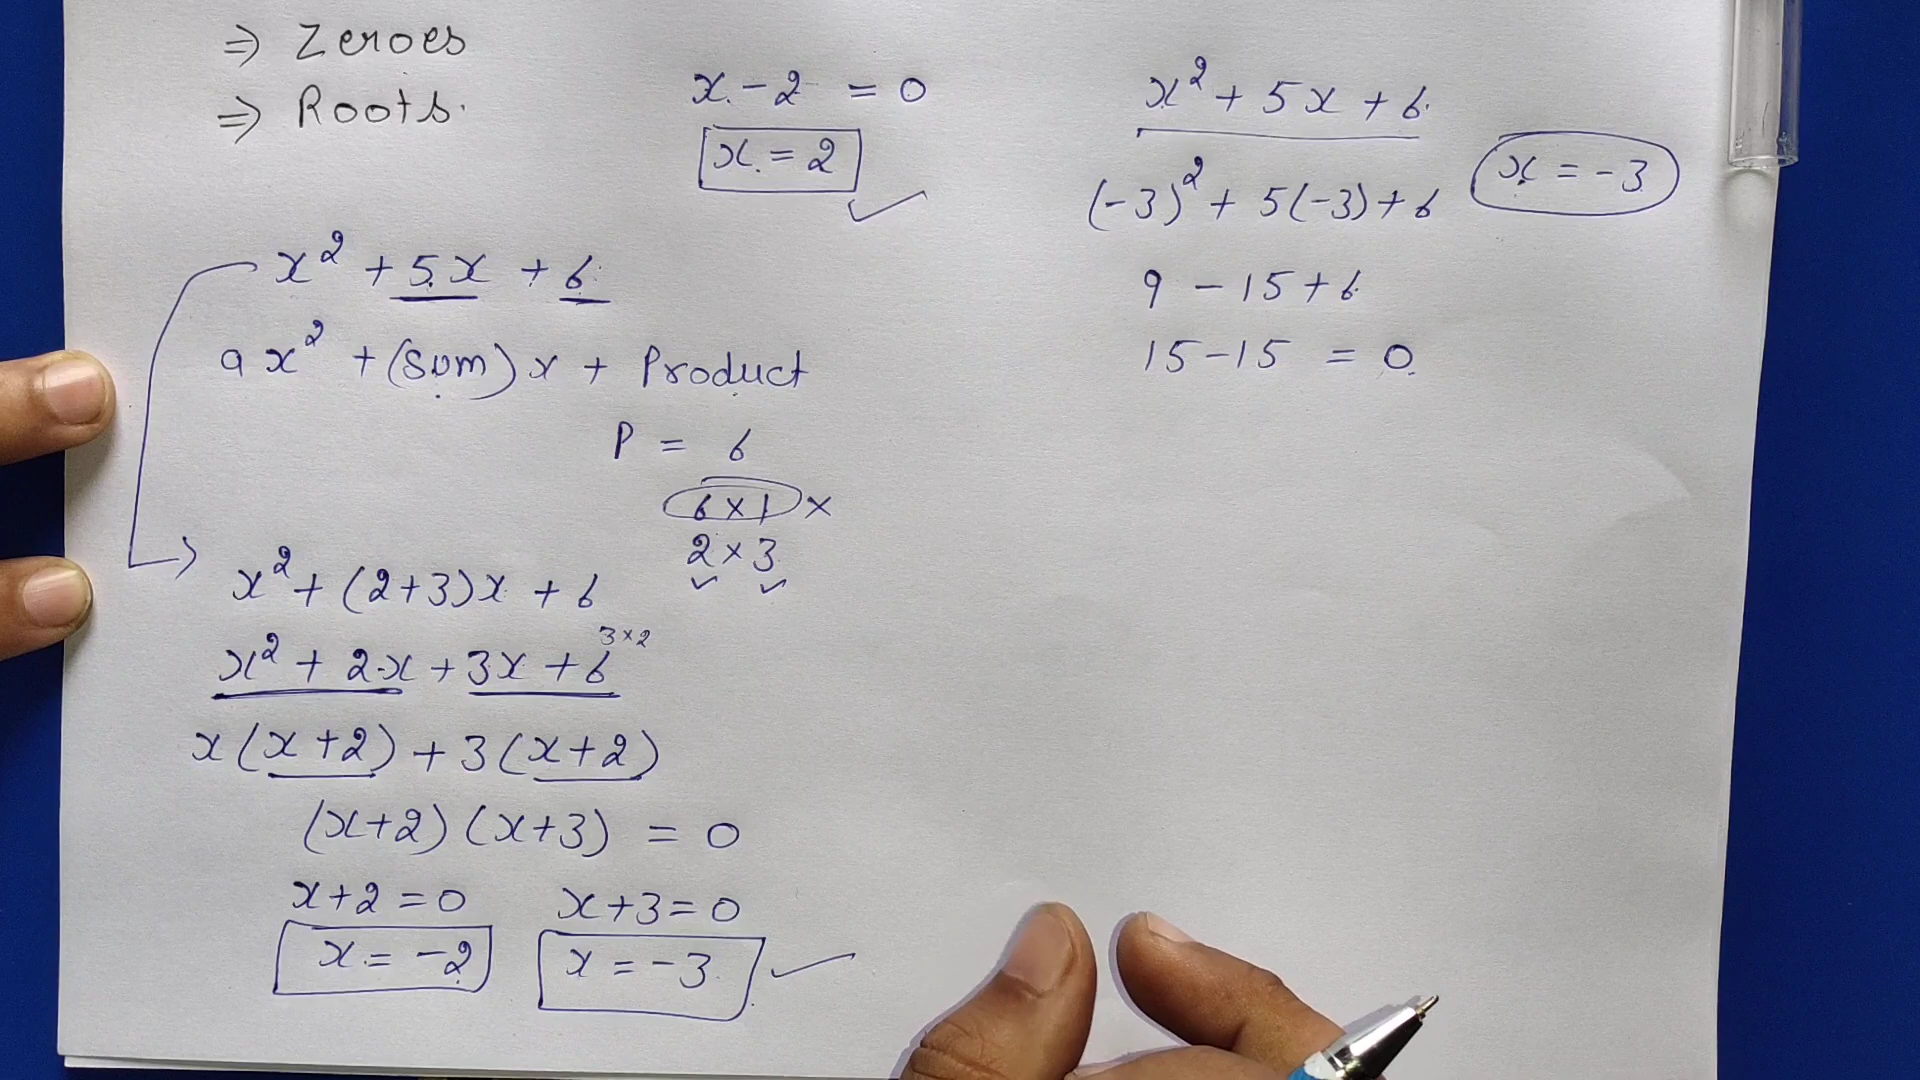 ⇒ Zeroes
⇒ Roots.
x - 2 = 0
x = 2
x² + 5x + 6
ax² + (Sum)x + Product
P = 6
6 × 1 ×
2 × 3
x² + (2+3)x + 6
3×2
x² + 2x + 3x + 6
x(x+2) + 3(x+2)
(x+2) (x+3) = 0
x+2 = 0 x+3 = 0
x = -2 x = -3
x² + 5x + 6
x = -3
(-3)² + 5(-3) + 6
9 - 15 + 6
15 - 15 = 0